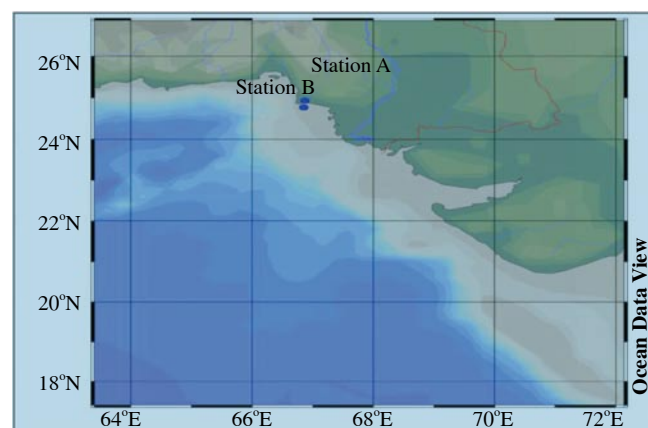 26°N
Station A
Station B
24°N
22°N
20°N
18°N
64°E 66°E 68°E 70°E 72°E
Ocean Data View